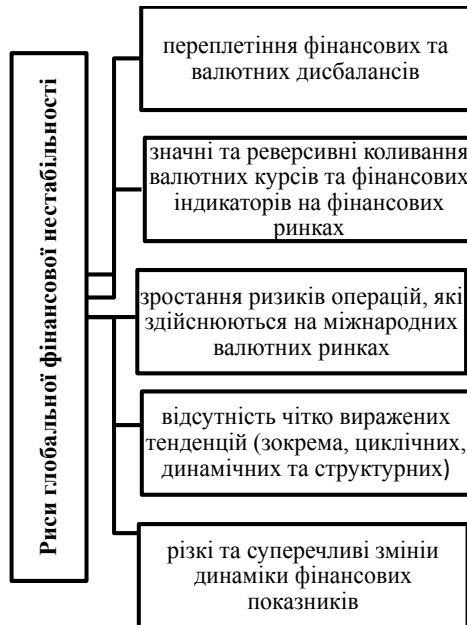 Риси глобальної фінансової нестабільності
переплетіння фінансових та
валютних дисбалансів
значні та реверсивні коливання
валютних курсів та фінансових
індикаторів на фінансових
ринках
зростання ризиків операцій, які
здійснюються на міжнародних
валютних ринках
відсутність чітко виражених
тенденцій (зокрема, циклічних,
динамічних та структурних)
різкі та суперечливі змініи
динаміки фінансових
показників